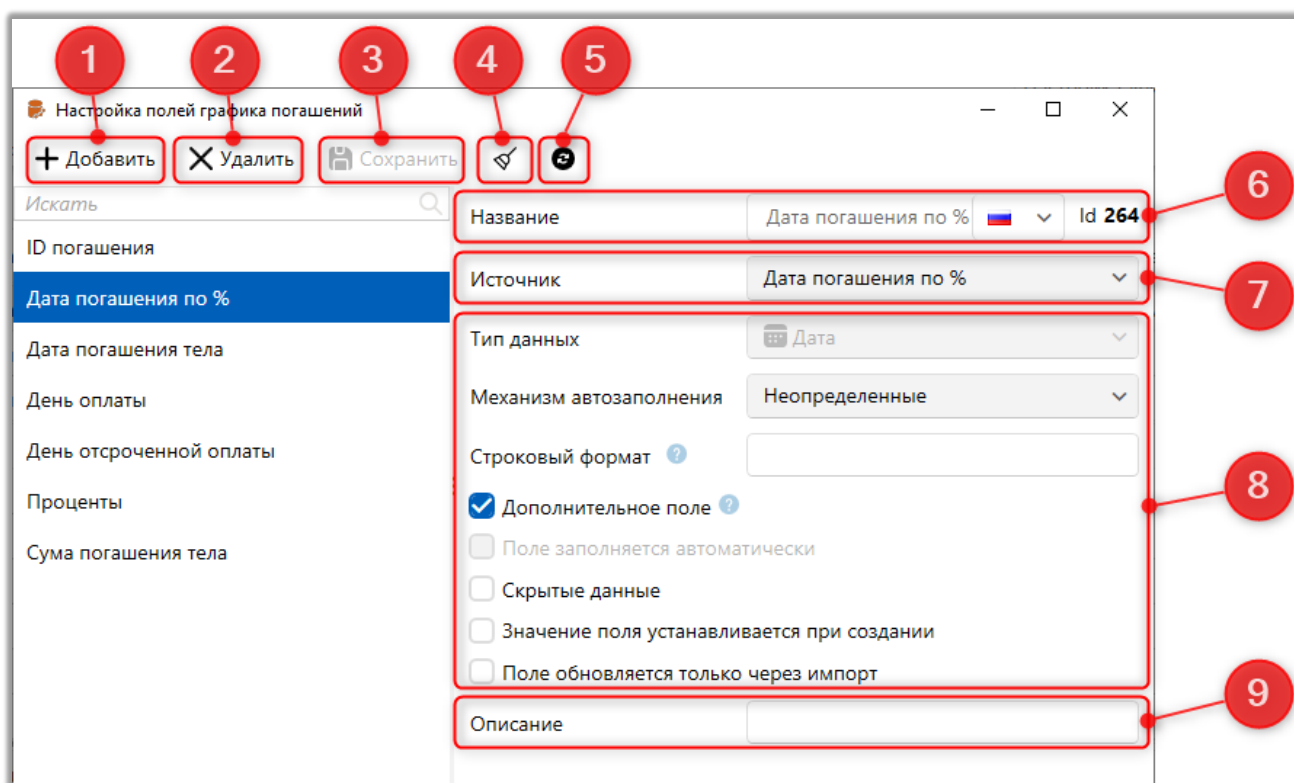 1 2 3 4 5
Настройка полей графика погашений
Добавить Удалить Сохранить
Искать
ID погашения
Дата погашения по %
Дата погашения тела
День оплаты
День отсроченной оплаты
Проценты
Сума погашения тела
Название Дата погашения по % Id 264
6
Источник Дата погашения по %
7
Тип данных Дата
Механизм автозаполнения Неопределенные
Строковый формат ?
Дополнительное поле ?
8
Поле заполняется автоматически
Скрытые данные
Значение поля устанавливается при создании
Поле обновляется только через импорт
Описание
9